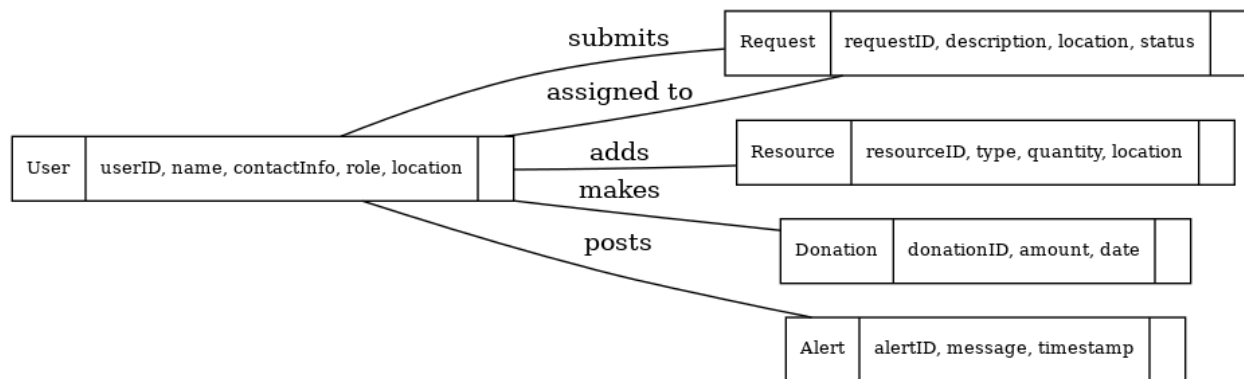 submits
Request requestID, description, location, status
assigned to
User userID, name, contactInfo, role, location
adds
Resource resourceID, type, quantity, location
makes
Donation donationID, amount, date
posts
Alert alertID, message, timestamp